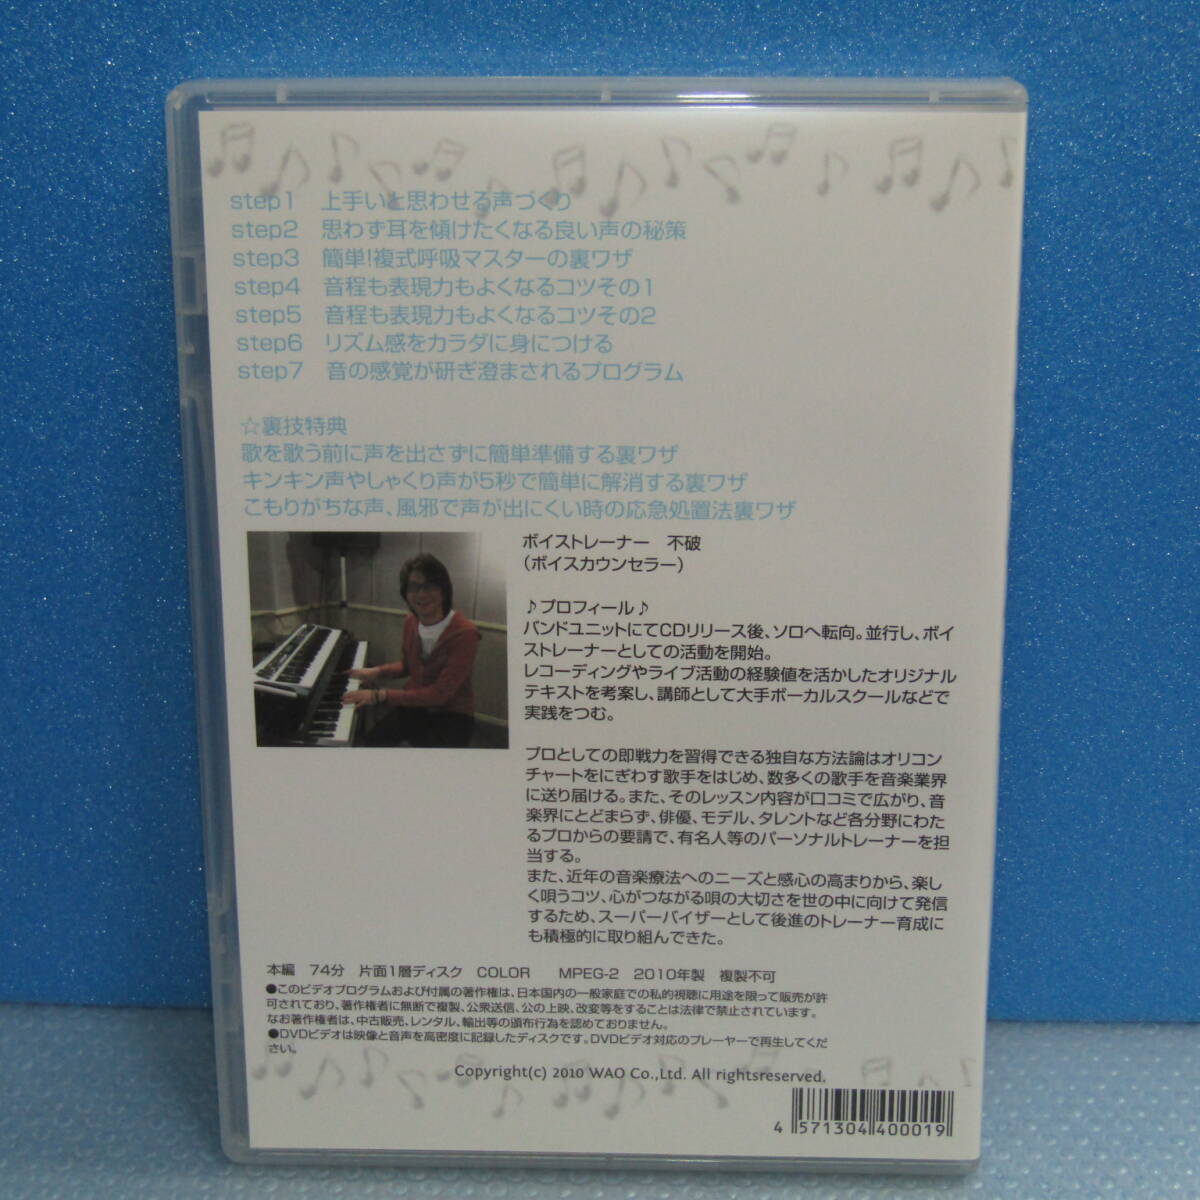 step1　上手いと思わせる声づくり
step2　思わず耳を傾けたくなる良い声の秘策
step3　簡単!複式呼吸マスターの裏ワザ
step4　音程も表現力もよくなるコツその1
step5　音程も表現力もよくなるコツその2
step6　リズム感をカラダに身につける
step7　音の感覚が研ぎ澄まされるプログラム
☆裏技特典
歌を歌う前に声を出さずに簡単準備する裏ワザ
キンキン声やしゃくり声が5秒で簡単に解消する裏ワザ
こもりがちな声、風邪で声が出にくい時の応急処置法裏ワザ
ボイストレーナー　不破
(ボイスカウンセラー)
♪プロフィール♪
バンドユニットにてCDリリース後、ソロへ転向。並行し、ボイ
ストレーナーとしての活動を開始。
レコーディングやライブ活動の経験値を活かしたオリジナル
テキストを考案し、講師として大手ボーカルスクールなどで
実践をつむ。
プロとしての即戦力を習得できる独自な方法論はオリコン
チャートをにぎわす歌手をはじめ、数多くの歌手を音楽業界
に送り届ける。また、そのレッスン内容が口コミで広がり、音
楽界にとどまらず、俳優、モデル、タレントなど各分野にわた
るプロからの要請で、有名人等のパーソナルトレーナーを担
当する。
また、近年の音楽療法へのニーズと感心の高まりから、楽し
く唄うコツ、心がつながる唄の大切さを世の中に向けて発信
するため、スーパーバイザーとして後進のトレーナー育成に
も積極的に取り組んできた。
本編　74分　片面1層ディスク　COLOR　MPEG-2　2010年製　複製不可
●このビデオプログラムおよび付属の著作権は、日本国内の一般家庭での私的視聴に用途を限って販売が許
可されており、著作権者に無断で複製、公衆送信、公の上映、改変等をすることは法律で禁止されています。
なお著作権者は、中古販売、レンタル、輸出等の頒布行為を認めておりません。
●DVDビデオは映像と音声を高密度に記録したディスクです。DVDビデオ対応のプレーヤーで再生してくだ
さい。
Copyright(c) 2010 WAO Co.,Ltd. All rightsreserved.
4 571304 400019